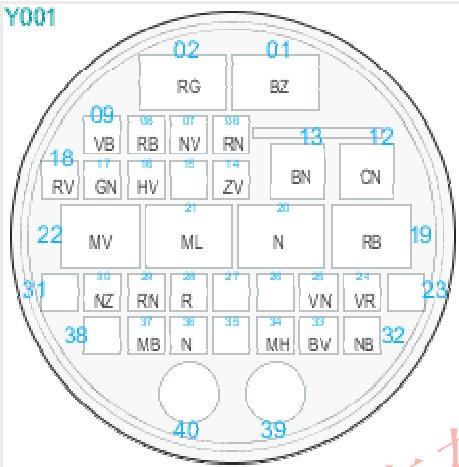 Y001
02 01
RG BZ
09 08 07 06
VB RB NV RN
13 12
BN CN
18 17 16 15 14
RV GN HV ZV
22 21 20 19
MV ML N RB
31 30 29 28 27 26 25 24 23
NZ RN R VN VR
38 37 36 35 34 33 32
MB N MH BW NB
40 39